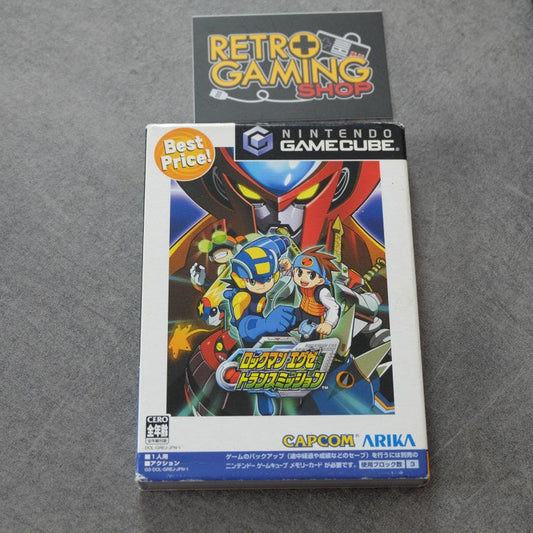 RETRO
GAMING
SHOP
Best
Price!
NINTENDO
GAMECUBE
ロックマン エグゼ
トランスミッション
TM
CERO
全年齢
CAPCOM ARIKA
■1人用
■アクション
ゲームのバックアップ（途中経過や成績などのセーブ）を行うには別売の
ニンテンドーゲームキューブ メモリーカードが必要です。 使用ブロック数 3